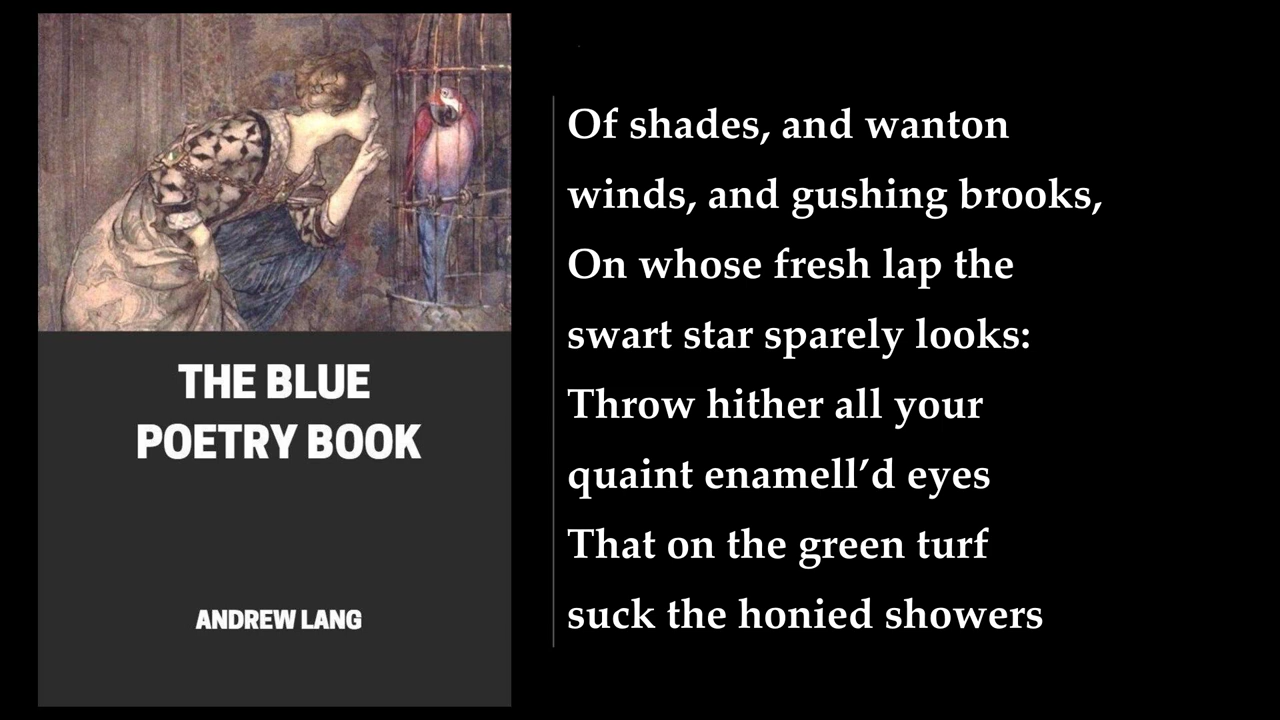 THE BLUE
POETRY BOOK
ANDREW LANG
Of shades, and wanton
winds, and gushing brooks,
On whose fresh lap the
swart star sparely looks:
Throw hither all your
quaint enamell’d eyes
That on the green turf
suck the honied showers